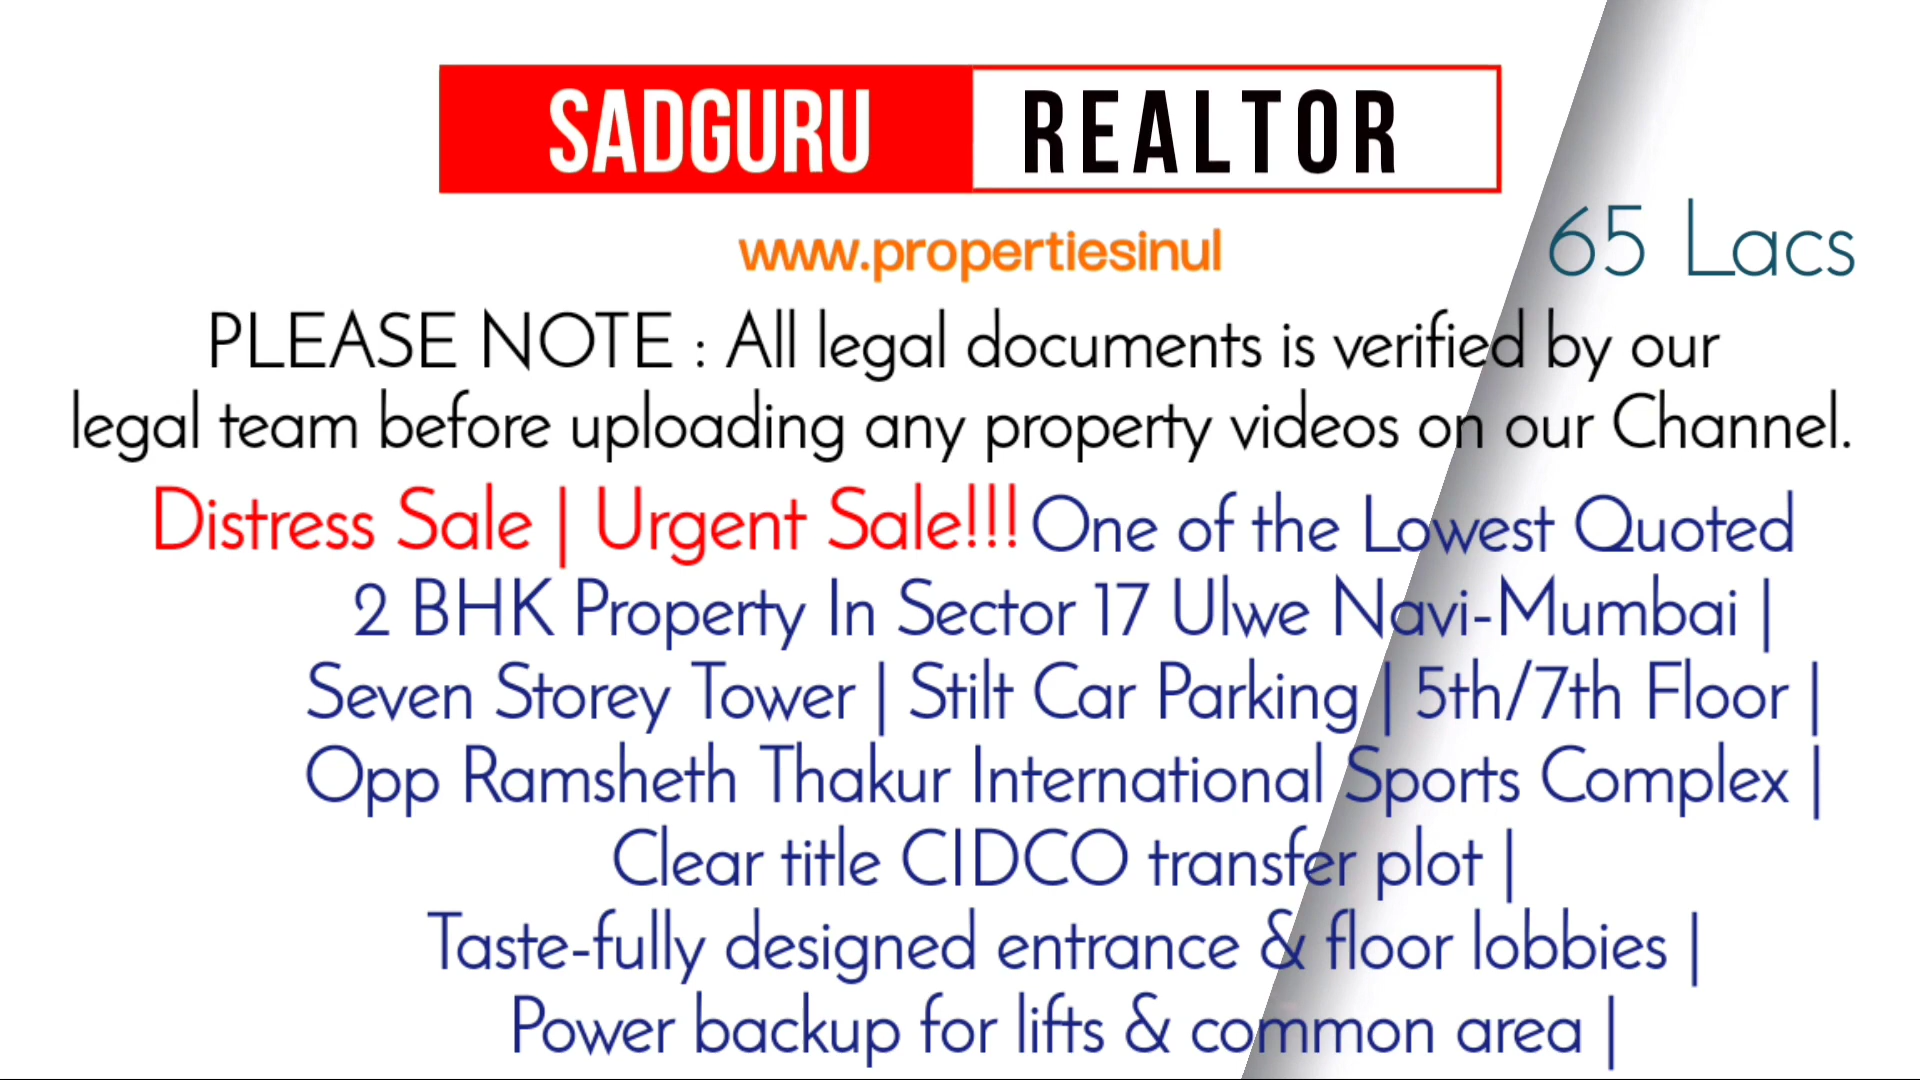 SADGURU REALTOR
www.propertiesinul
65 Lacs
PLEASE NOTE : All legal documents is verified by our
legal team before uploading any property videos on our Channel.
Distress Sale | Urgent Sale!!! One of the Lowest Quoted
2 BHK Property In Sector 17 Ulwe Navi-Mumbai |
Seven Storey Tower | Stilt Car Parking | 5th/7th Floor |
Opp Ramsheth Thakur International Sports Complex |
Clear title CIDCO transfer plot |
Taste-fully designed entrance & floor lobbies |
Power backup for lifts & common area |